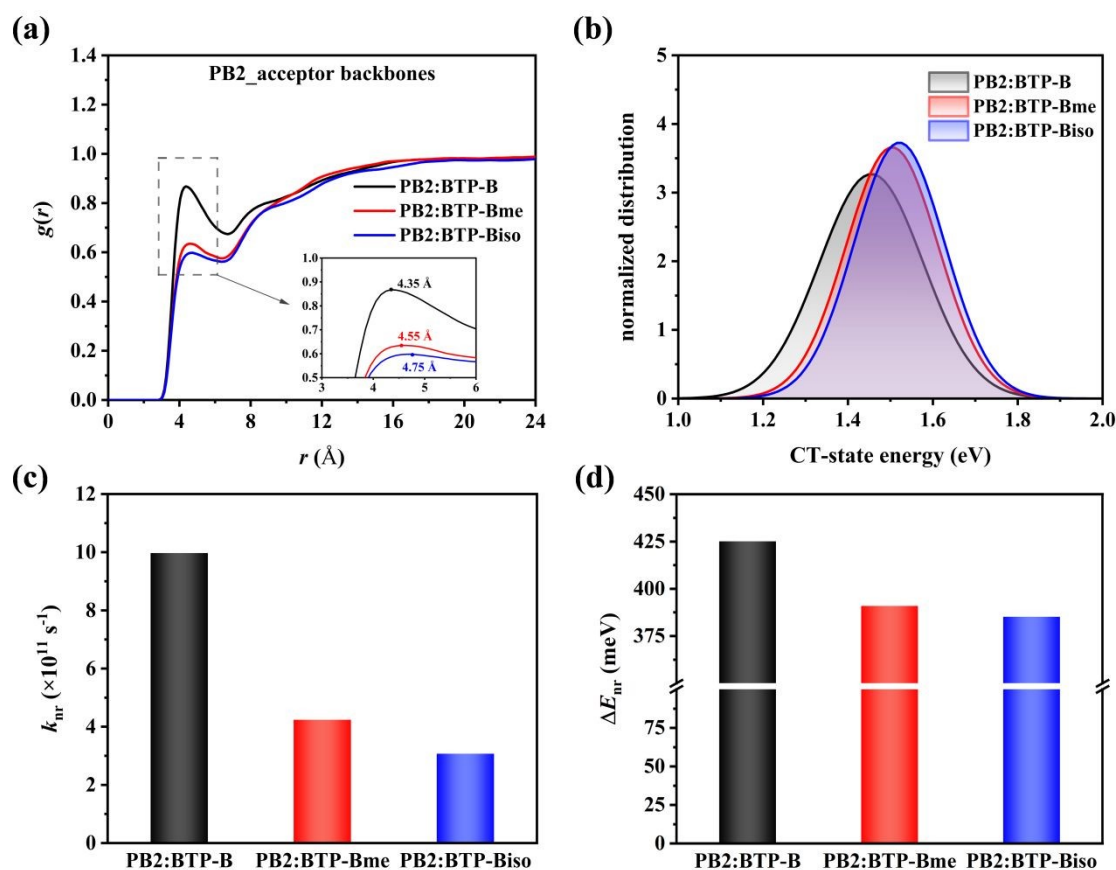 (a)
PB2_acceptor backbones
1.4
1.2
1.0
0.8
0.6
0.4
0.2
0.0
g(r)
PB2:BTP-B
PB2:BTP-Bme
PB2:BTP-Biso
1.0
0.9
0.8
0.7
0.6
0.5
4.35 Å
4.55 Å
4.75 Å
3 4 5 6
0 4 8 12 16 20 24
r (Å)
(b)
5
4
3
2
1
0
normalized distribution
PB2:BTP-B
PB2:BTP-Bme
PB2:BTP-Biso
1.0 1.2 1.4 1.6 1.8 2.0
CT-state energy (eV)
(c)
12
10
8
6
4
2
0
knr (×10¹¹ s⁻¹)
PB2:BTP-B PB2:BTP-Bme PB2:BTP-Biso
(d)
450
425
400
375
75
50
25
0
ΔEnr (meV)
PB2:BTP-B PB2:BTP-Bme PB2:BTP-Biso